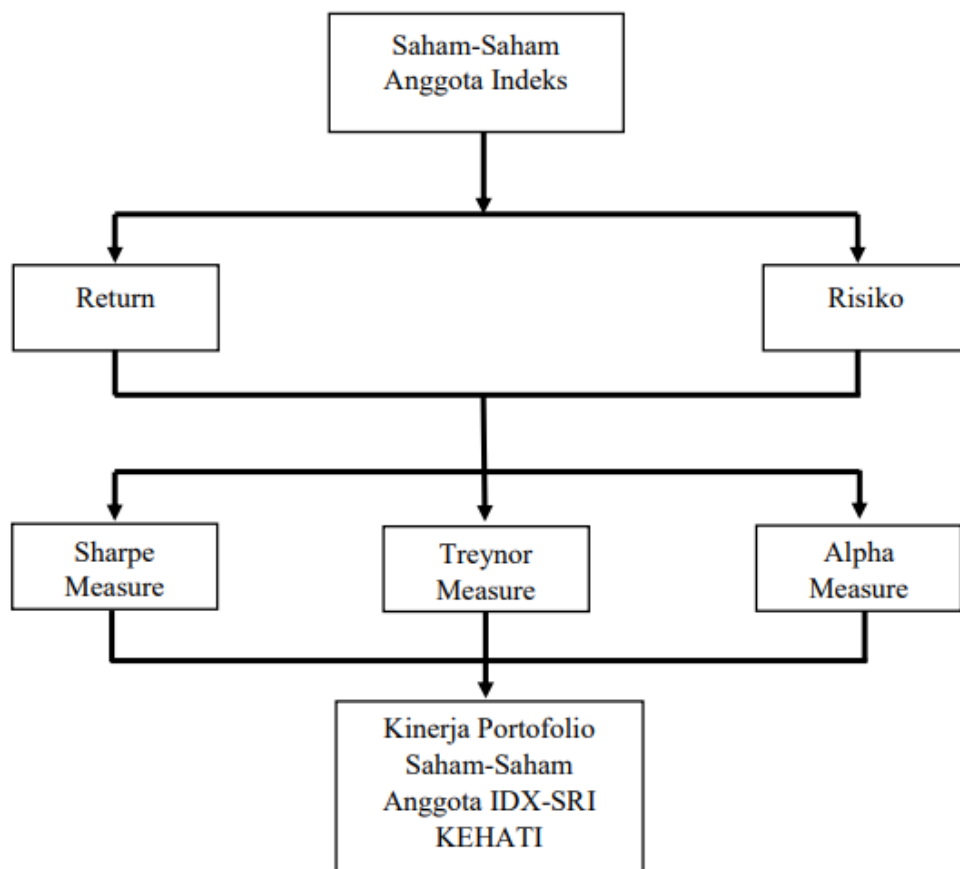 Saham-Saham
Anggota Indeks
Return
Risiko
Sharpe
Measure
Treynor
Measure
Alpha
Measure
Kinerja Portofolio
Saham-Saham
Anggota IDX-SRI
KEHATI